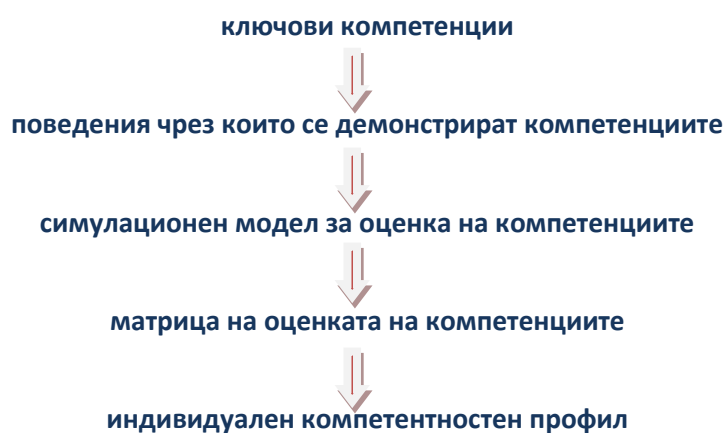 ключови компетенции
поведения чрез които се демонстрират компетенциите
симулационен модел за оценка на компетенциите
матрица на оценката на компетенциите
индивидуален компетентностен профил